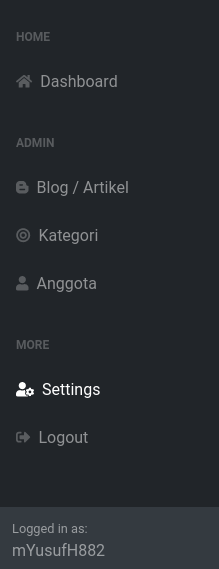 HOME
Dashboard
ADMIN
Blog / Artikel
Kategori
Anggota
MORE
Settings
Logout
Logged in as:
mYusufH882